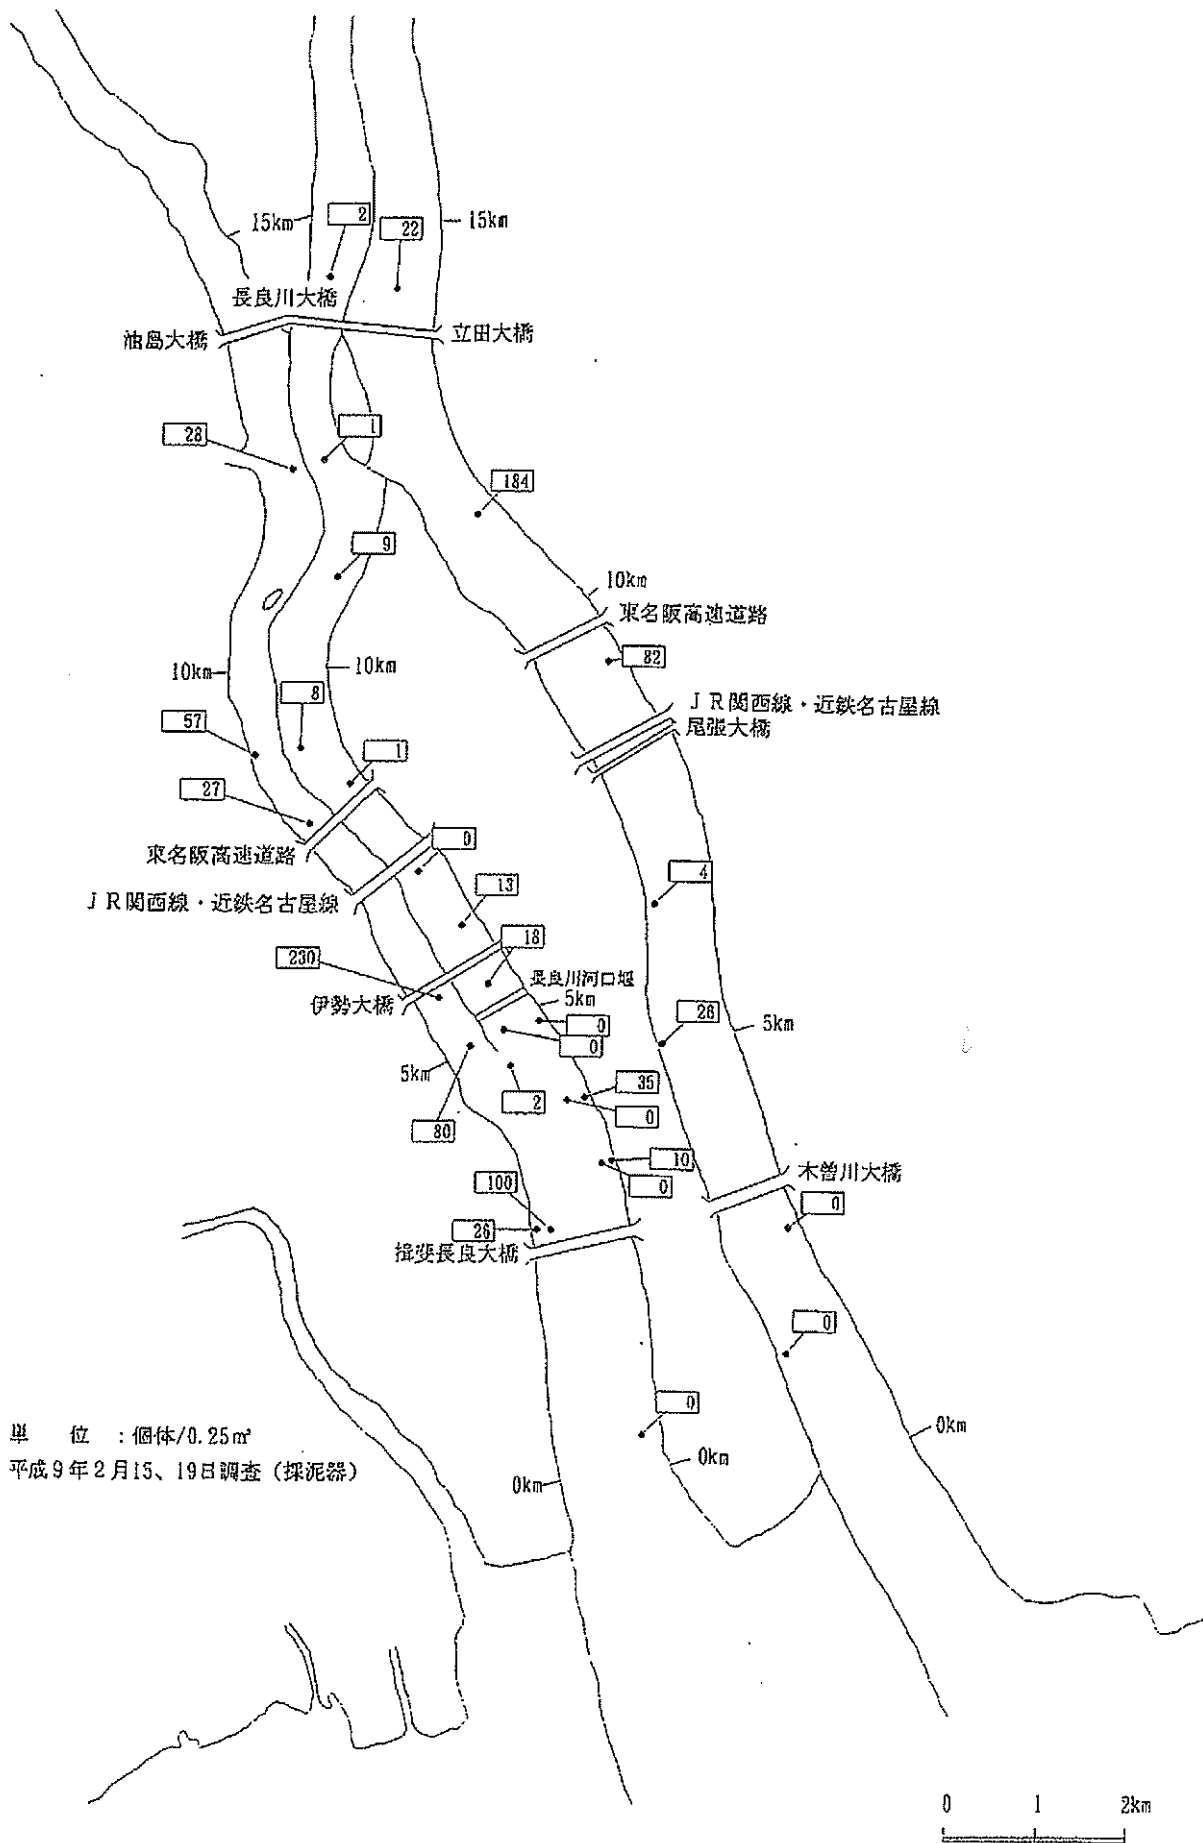 15km
2
22
15km
長良川大橋
油島大橋
立田大橋
28
1
184
9
10km
東名阪高速道路
82
10km
10km
8
JR関西線・近鉄名古屋線
尾張大橋
57
1
27
東名阪高速道路
0
JR関西線・近鉄名古屋線
13
4
230
18
長良川河口堰
伊勢大橋
5km
0
0
28
5km
5km
2
35
0
80
10
0
木曽川大橋
100
0
26
揖斐長良大橋
0
0
単 位 :個体/0.25㎡
平成9年2月15、19日調査(採泥器)
0km
0km
0km
0 1 2km